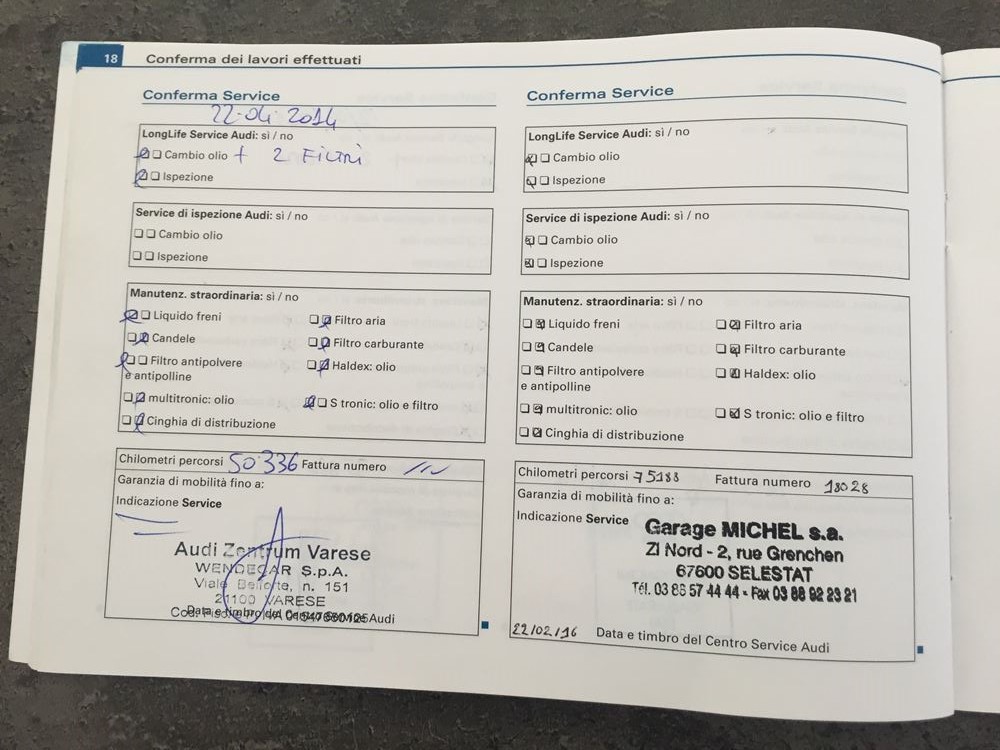 18 Conferma dei lavori effettuati
Conferma Service
22-04-2014
LongLife Service Audi: sì / no
Cambio olio + 2 FILTRI
Ispezione
Service di ispezione Audi: sì / no
Cambio olio
Ispezione
Manutenz. straordinaria: sì / no
Liquido freni
Filtro aria
Candele
Filtro carburante
Filtro antipolvere
e antipolline
Haldex: olio
multitronic: olio
S tronic: olio e filtro
Cinghia di distribuzione
Chilometri percorsi 50 336 Fattura numero
Garanzia di mobilità fino a:
Indicazione Service
Audi Zentrum Varese
WENDECAR S.p.A.
Viale Belforte, n. 151
21100 VARESE
Data e timbro del Centro Service Audi
Conferma Service
LongLife Service Audi: sì / no
Cambio olio
Ispezione
Service di ispezione Audi: sì / no
Cambio olio
Ispezione
Manutenz. straordinaria: sì / no
Liquido freni
Filtro aria
Candele
Filtro carburante
Filtro antipolvere
e antipolline
Haldex: olio
multitronic: olio
S tronic: olio e filtro
Cinghia di distribuzione
Chilometri percorsi 75188 Fattura numero 18028
Garanzia di mobilità fino a:
Indicazione Service
Garage MICHEL s.a.
ZI Nord - 2, rue Grenchen
67600 SELESTAT
Tél. 03 88 57 44 44 - Fax 03 88 92 23 21
22/02/16 Data e timbro del Centro Service Audi